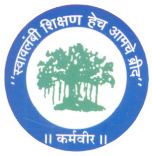 "स्वावलंबी शिक्षण हेच आमचे ब्रीद"
|| कर्मवीर ||